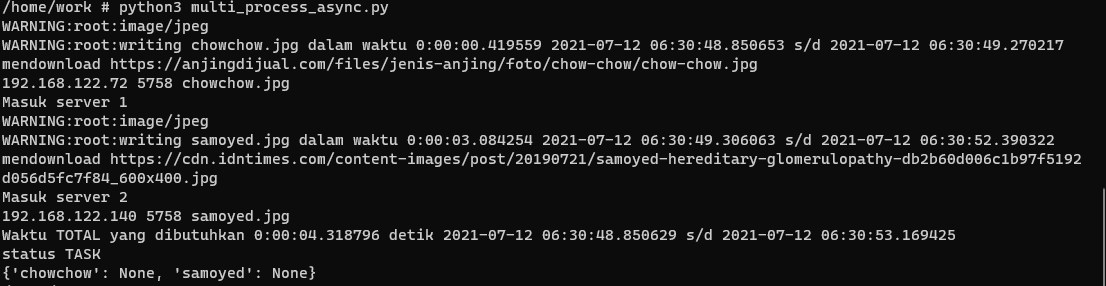 /home/work # python3 multi_process_async.py
WARNING:root:image/jpeg
WARNING:root:writing chowchow.jpg dalam waktu 0:00:00.419559 2021-07-12 06:30:48.850653 s/d 2021-07-12 06:30:49.270217
mendownload https://anjingdijual.com/files/jenis-anjing/foto/chow-chow/chow-chow.jpg
192.168.122.72 5758 chowchow.jpg
Masuk server 1
WARNING:root:image/jpeg
WARNING:root:writing samoyed.jpg dalam waktu 0:00:03.084254 2021-07-12 06:30:49.306063 s/d 2021-07-12 06:30:52.390322
mendownload https://cdn.idntimes.com/content-images/post/20190721/samoyed-hereditary-glomerulopathy-db2b60d006c1b97f5192
d056d5fc7f84_600x400.jpg
Masuk server 2
192.168.122.140 5758 samoyed.jpg
Waktu TOTAL yang dibutuhkan 0:00:04.318796 detik 2021-07-12 06:30:48.850629 s/d 2021-07-12 06:30:53.169425
status TASK
{'chowchow': None, 'samoyed': None}